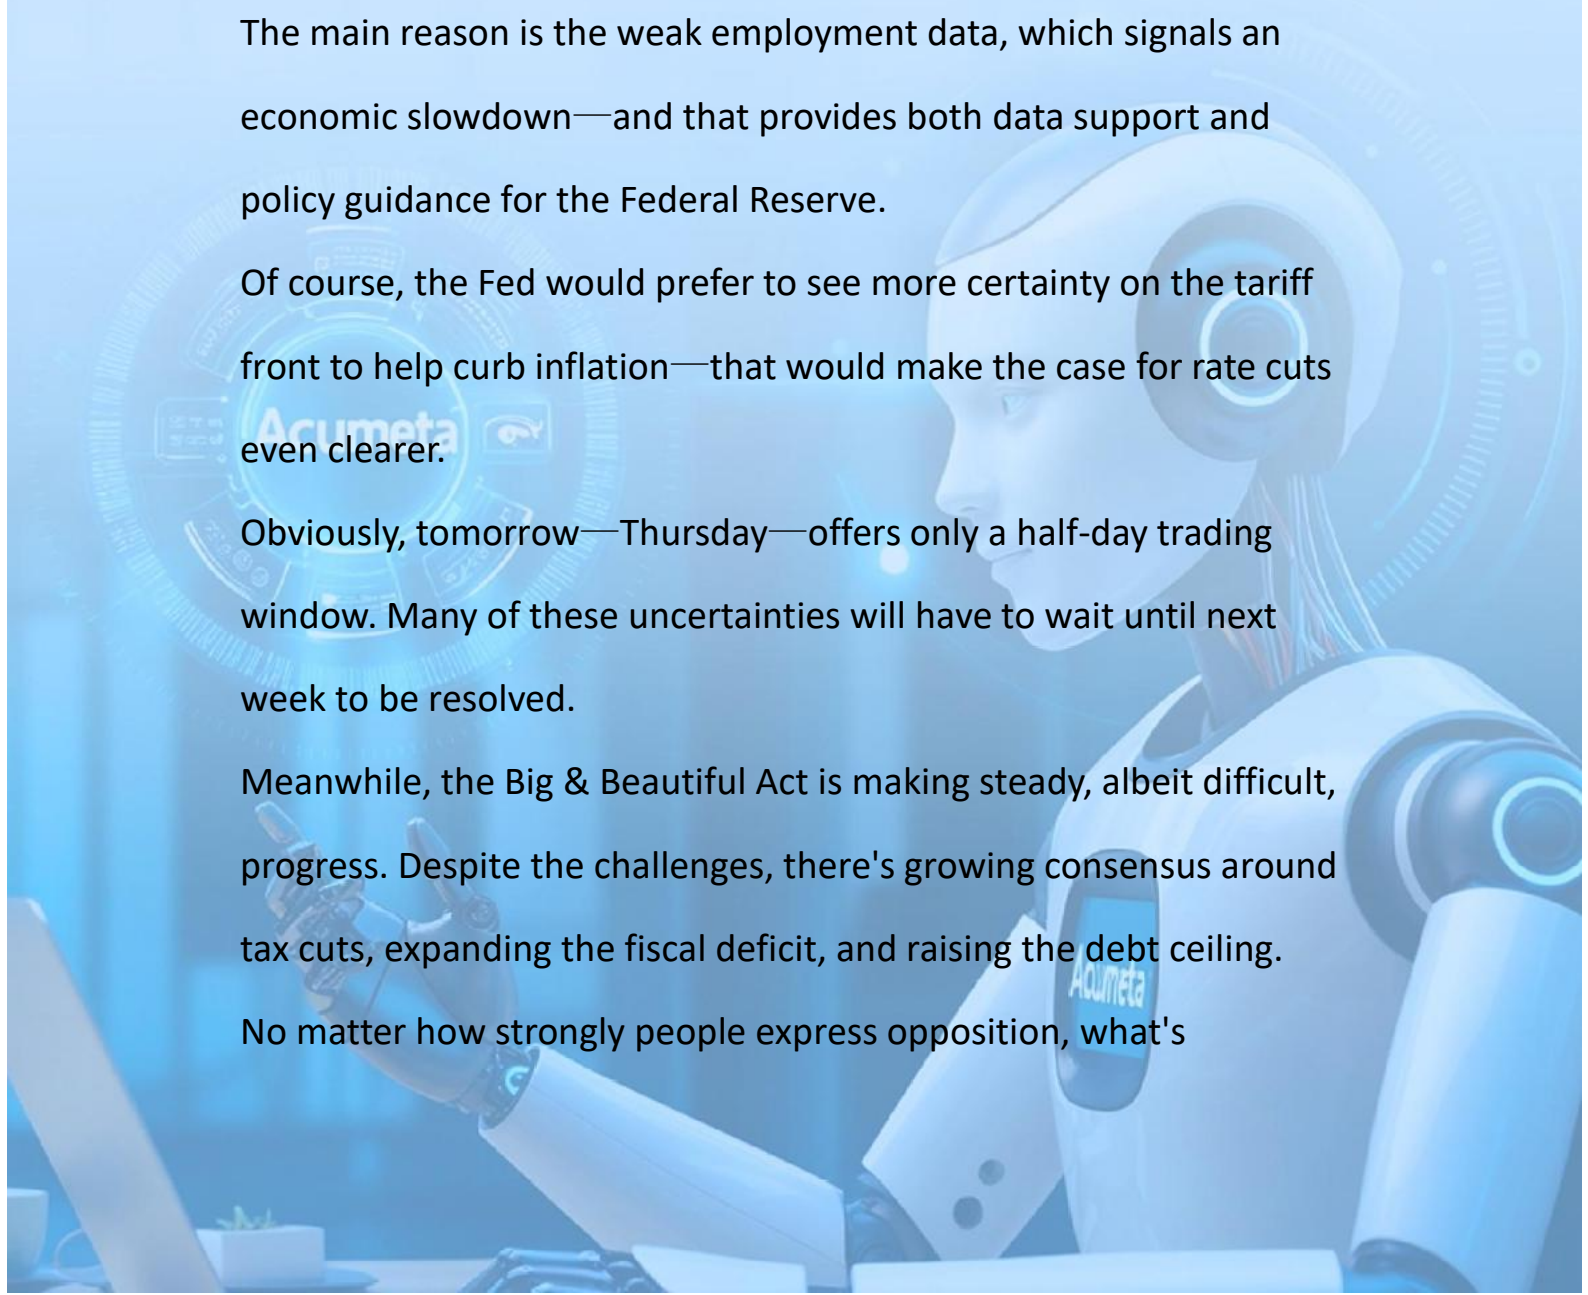 The main reason is the weak employment data, which signals an
economic slowdown—and that provides both data support and
policy guidance for the Federal Reserve.
Of course, the Fed would prefer to see more certainty on the tariff
front to help curb inflation—that would make the case for rate cuts
Acumeta
even clearer.
Obviously, tomorrow—Thursday—offers only a half-day trading
window. Many of these uncertainties will have to wait until next
week to be resolved.
Meanwhile, the Big & Beautiful Act is making steady, albeit difficult,
progress. Despite the challenges, there's growing consensus around
tax cuts, expanding the fiscal deficit, and raising the debt ceiling.
Acumeta
No matter how strongly people express opposition, what's